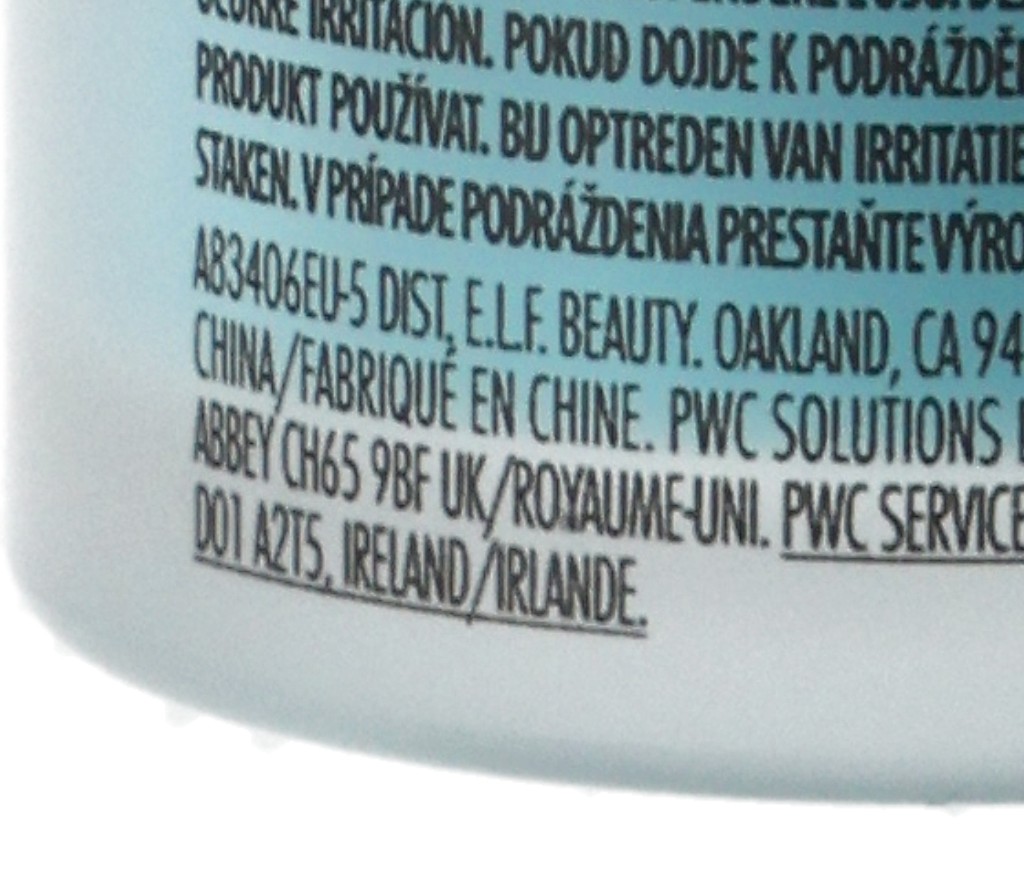 OCURRE IRRITACIÓN. POKUD DOJDE K PODRÁŽDĚ
PRODUKT POUŽÍVAT. BIJ OPTREDEN VAN IRRITATIE
STAKEN. V PRÍPADE PODRÁŽDENIA PRESTAŇTE VÝRO
A83406EU-5 DIST. E.L.F. BEAUTY. OAKLAND, CA 94
CHINA/FABRIQUÉ EN CHINE. PWC SOLUTIONS
ABBEY CH65 9BF UK/ROYAUME-UNI. PWC SERVICE
D01 A2T5, IRELAND/IRLANDE.